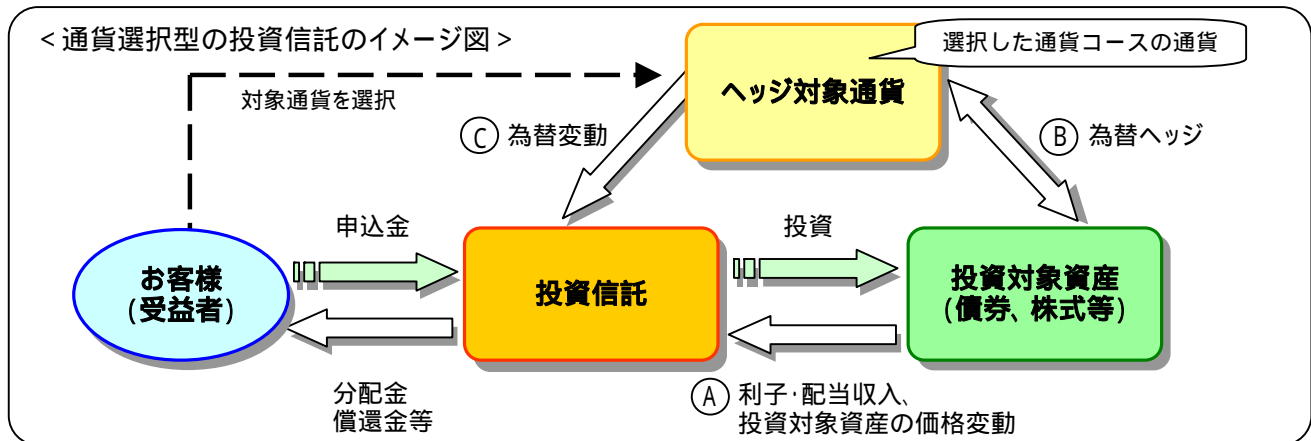 ＜通貨選択型の投資信託のイメージ図＞
選択した通貨コースの通貨
対象通貨を選択
ヘッジ対象通貨
C 為替変動
B 為替ヘッジ
申込金
投資
お客様
(受益者)
投資信託
投資対象資産
(債券、株式等)
分配金
償還金等
A 利子・配当収入、
投資対象資産の価格変動